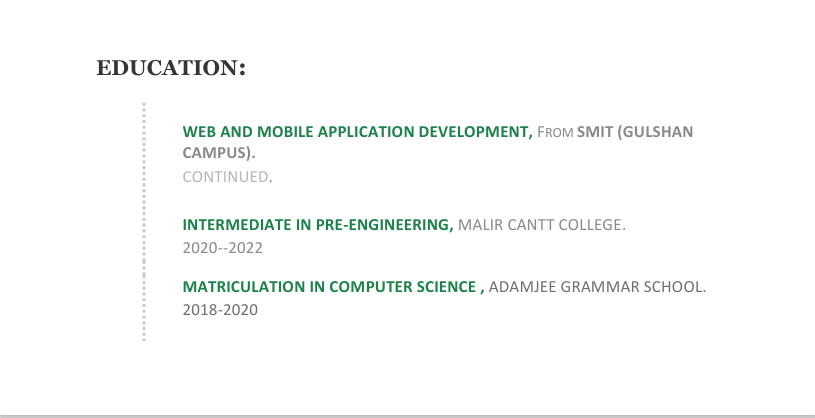 EDUCATION:
WEB AND MOBILE APPLICATION DEVELOPMENT, FROM SMIT (GULSHAN
CAMPUS).
CONTINUED.
INTERMEDIATE IN PRE-ENGINEERING, MALIR CANTT COLLEGE.
2020--2022
MATRICULATION IN COMPUTER SCIENCE , ADAMJEE GRAMMAR SCHOOL.
2018-2020